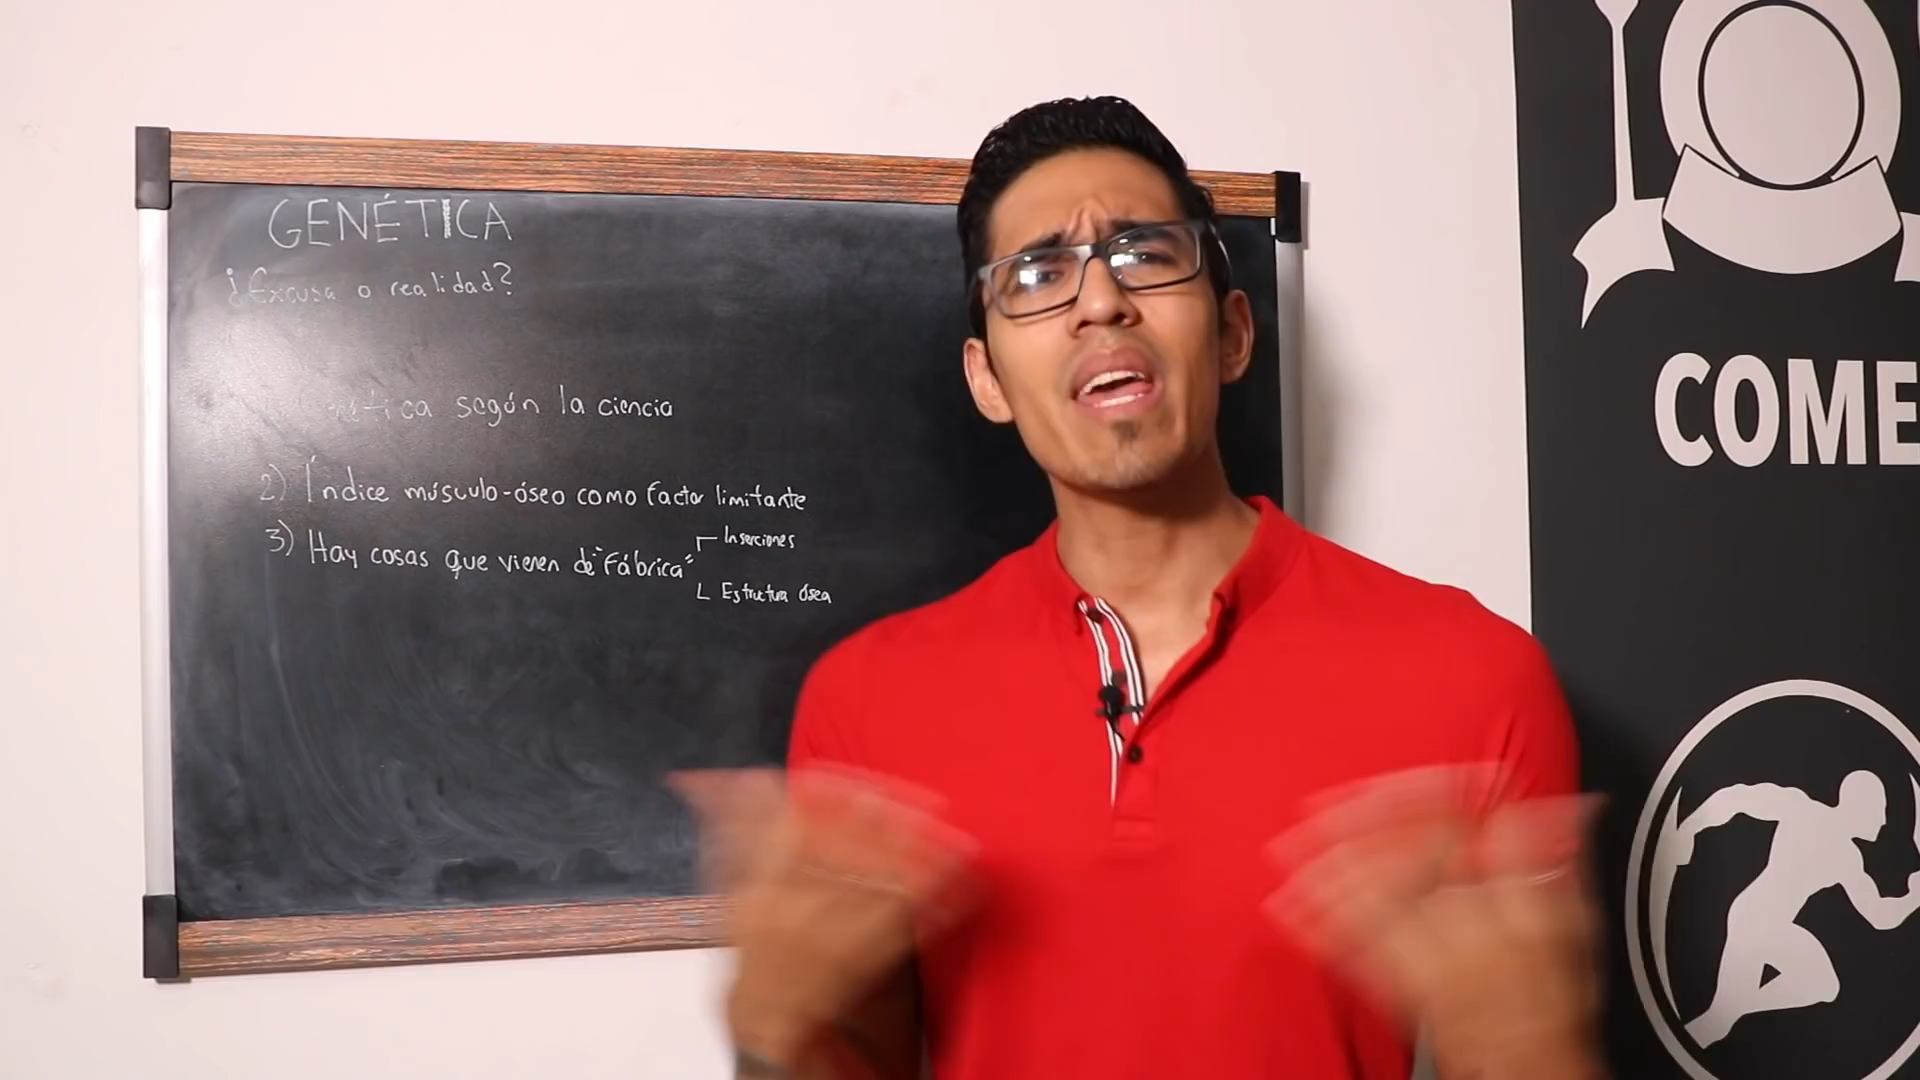 GENÉTICA
¿Excusa o realidad?
ética según la ciencia
2) Índice músculo-óseo como factor limitante
3) Hay cosas que vienen de "Fábrica"
Inserciones
Estructura ósea
COME